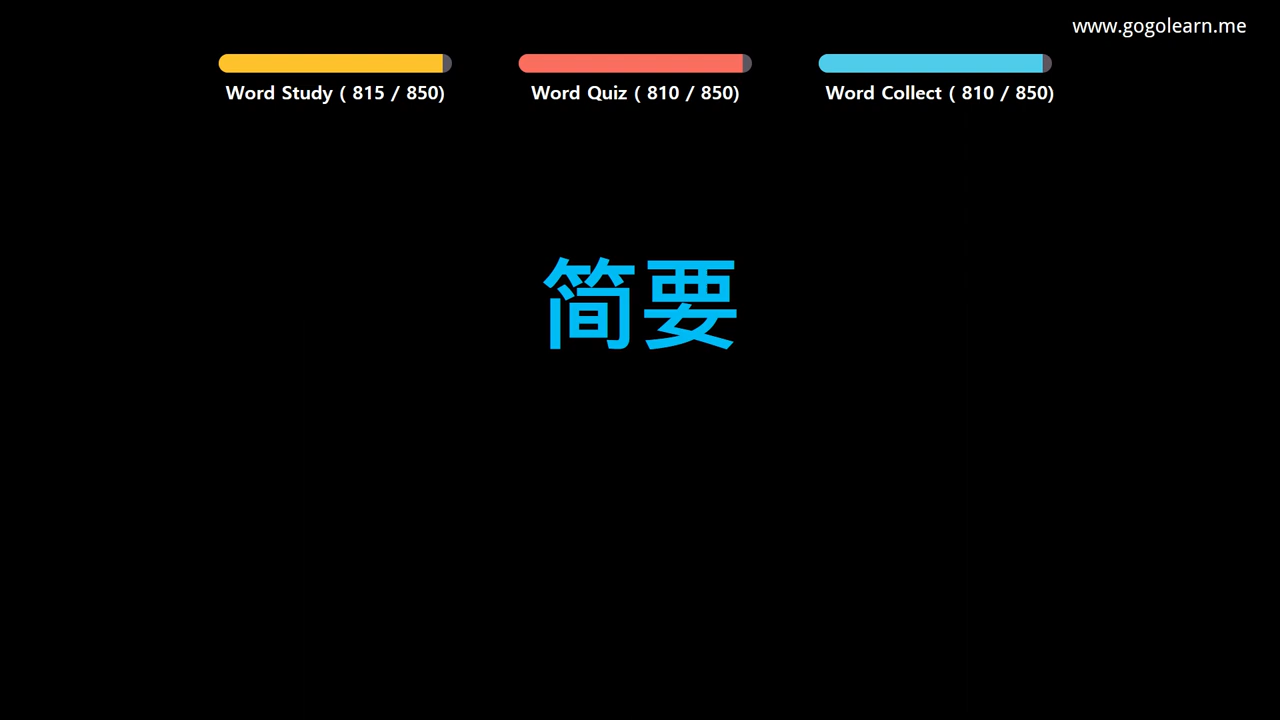 www.gogolearn.me
Word Study ( 815 / 850)
Word Quiz ( 810 / 850)
Word Collect ( 810 / 850)
简要